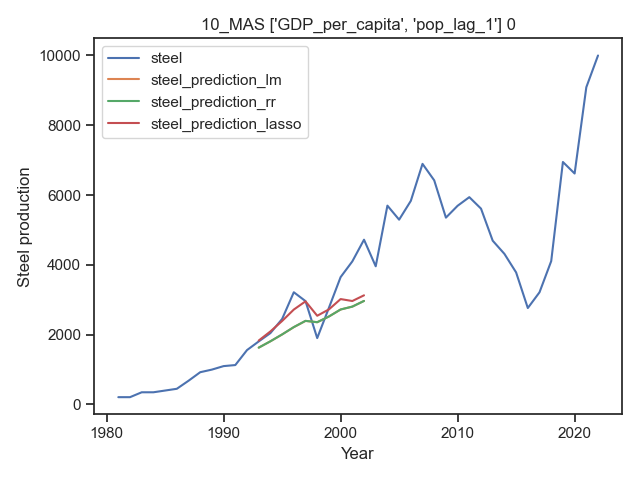 10_MAS ['GDP_per_capita', 'pop_lag_1'] 0
steel
steel_prediction_lm
steel_prediction_rr
steel_prediction_lasso
10000
8000
6000
4000
2000
0
Steel production
1980
1990
2000
2010
2020
Year